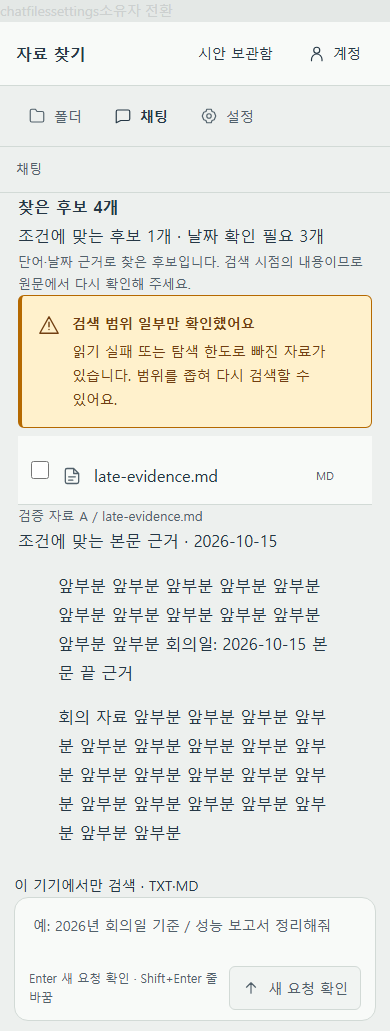 chatfilessettings소유자 전환
자료 찾기
시안 보관함
계정
폴더
채팅
설정
채팅
찾은 후보 4개
조건에 맞는 후보 1개 · 날짜 확인 필요 3개
단어·날짜 근거로 찾은 후보입니다. 검색 시점의 내용이므로
원문에서 다시 확인해 주세요.
검색 범위 일부만 확인했어요
읽기 실패 또는 탐색 한도로 빠진 자료가
있습니다. 범위를 좁혀 다시 검색할 수
있어요.
late-evidence.md
MD
검증 자료 A / late-evidence.md
조건에 맞는 본문 근거 · 2026-10-15
앞부분 앞부분 앞부분 앞부분 앞부분
앞부분 앞부분 앞부분 앞부분 앞부분
앞부분 앞부분 회의일: 2026-10-15 본
문 끝 근거
회의 자료 앞부분 앞부분 앞부분 앞부
분 앞부분 앞부분 앞부분 앞부분 앞부
분 앞부분 앞부분 앞부분 앞부분 앞부
분 앞부분 앞부분 앞부분 앞부분 앞부
분 앞부분 앞부분
이 기기에서만 검색 · TXT·MD
예: 2026년 회의일 기준 / 성능 보고서 정리해줘
Enter 새 요청 확인 · Shift+Enter 줄
바꿈
새 요청 확인